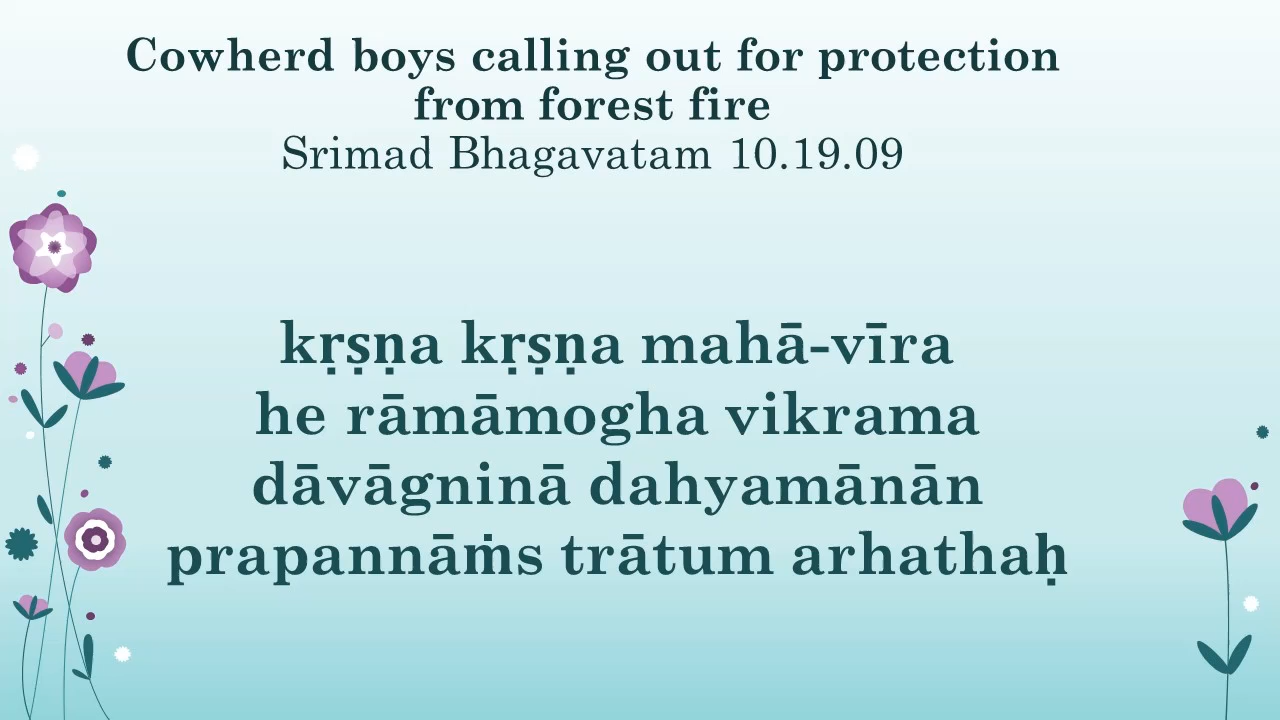 Cowherd boys calling out for protection
from forest fire
Srimad Bhagavatam 10.19.09
kṛṣṇa kṛṣṇa mahā-vīra
he rāmāmogha vikrama
dāvāgninā dahyamānān
prapannāṁs trātum arhathaḥ